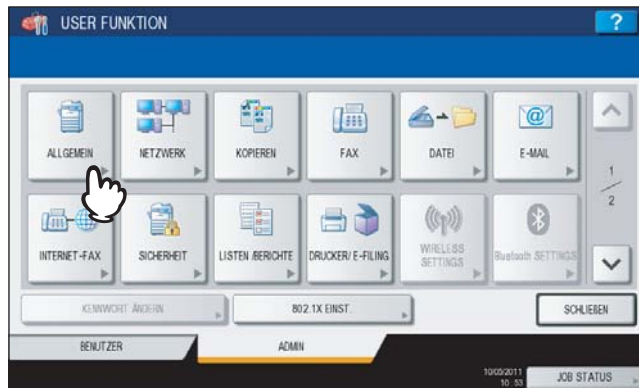 USER FUNKTION ?
ALLGEMEIN NETZWERK KOPIEREN FAX DATEI E-MAIL
1
2
INTERNET-FAX SICHERHEIT LISTEN /BERICHTE DRUCKER/ E-FILING WIRELESS SETTINGS Bluetooth SETTINGS
KENNWORT ÄNDERN 802.1X EINST. SCHLIEßEN
BENUTZER ADMIN
10/03/2011
10 53 JOB STATUS